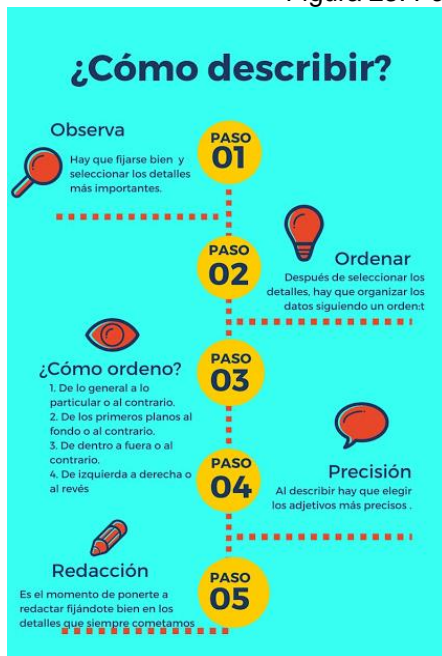 ¿Cómo describir?
Observa
Hay que fijarse bien y
seleccionar los detalles
más importantes.
PASO
01
PASO
02
Ordenar
Después de seleccionar los
detalles, hay que organizar los
datos siguiendo un orden:t
¿Cómo ordeno?
1. De lo general a lo
particular o al contrario.
2. De los primeros planos al
fondo o al contrario.
3. De dentro a fuera o al
contrario.
4. De izquierda a derecha o
al revés
PASO
03
PASO
04
Precisión
Al describir hay que elegir
los adjetivos más precisos .
Redacción
Es el momento de ponerte a
redactar fijándote bien en los
detalles que siempre cometamos
PASO
05